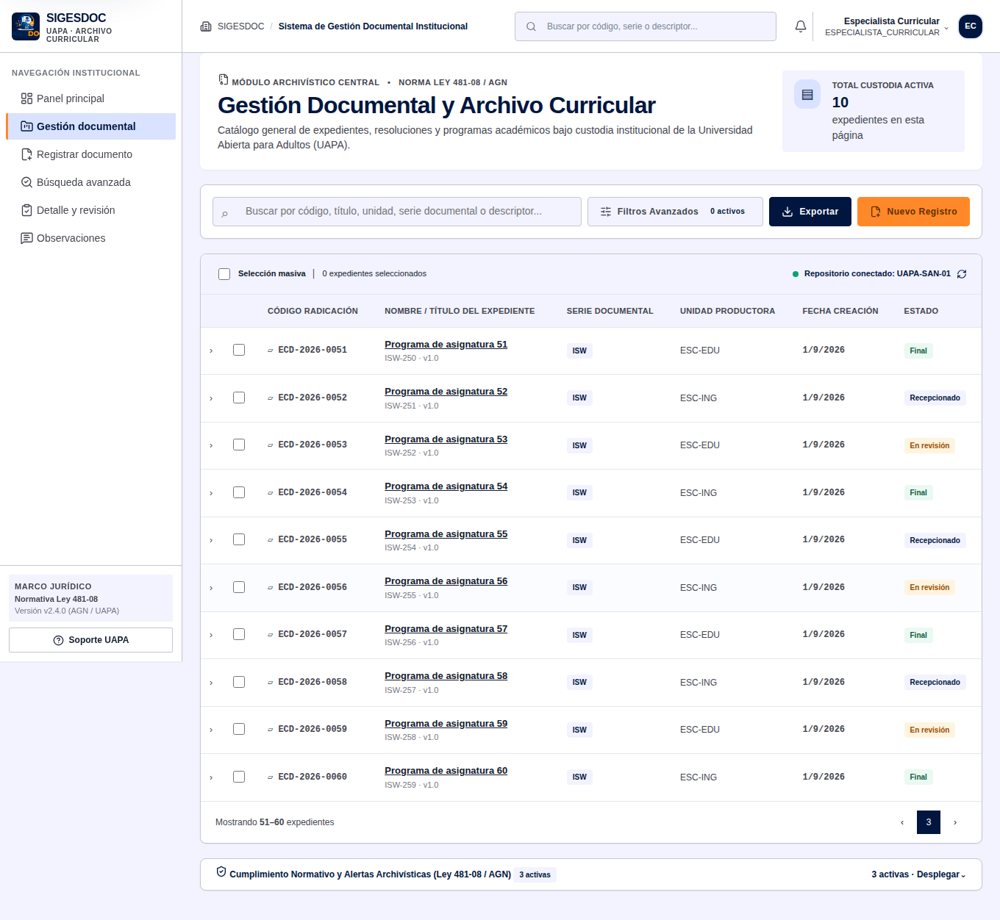 SIGESDOC
UAPA · ARCHIVO
CURRICULAR
SIGESDOC / Sistema de Gestión Documental Institucional
Buscar por código, serie o descriptor...
Especialista Curricular
ESPECIALISTA_CURRICULAR
EC
NAVEGACIÓN INSTITUCIONAL
Panel principal
Gestión documental
Registrar documento
Búsqueda avanzada
Detalle y revisión
Observaciones
MARCO JURÍDICO
Normativa Ley 481-08
Versión v2.4.0 (AGN / UAPA)
Soporte UAPA
MÓDULO ARCHIVÍSTICO CENTRAL • NORMA LEY 481-08 / AGN
Gestión Documental y Archivo Curricular
Catálogo general de expedientes, resoluciones y programas académicos bajo custodia institucional de la Universidad
Abierta para Adultos (UAPA).
TOTAL CUSTODIA ACTIVA
10
expedientes en esta
página
Buscar por código, título, unidad, serie documental o descriptor...
Filtros Avanzados 0 activos
Exportar
Nuevo Registro
Selección masiva | 0 expedientes seleccionados
Repositorio conectado: UAPA-SAN-01
CÓDIGO RADICACIÓN NOMBRE / TÍTULO DEL EXPEDIENTE SERIE DOCUMENTAL UNIDAD PRODUCTORA FECHA CREACIÓN ESTADO
› ECD-2026-0051 Programa de asignatura 51 ISW ESC-EDU 1/9/2026 Final
ISW-250 · v1.0
› ECD-2026-0052 Programa de asignatura 52 ISW ESC-ING 1/9/2026 Recepcionado
ISW-251 · v1.0
› ECD-2026-0053 Programa de asignatura 53 ISW ESC-EDU 1/9/2026 En revisión
ISW-252 · v1.0
› ECD-2026-0054 Programa de asignatura 54 ISW ESC-ING 1/9/2026 Final
ISW-253 · v1.0
› ECD-2026-0055 Programa de asignatura 55 ISW ESC-EDU 1/9/2026 Recepcionado
ISW-254 · v1.0
› ECD-2026-0056 Programa de asignatura 56 ISW ESC-ING 1/9/2026 En revisión
ISW-255 · v1.0
› ECD-2026-0057 Programa de asignatura 57 ISW ESC-EDU 1/9/2026 Final
ISW-256 · v1.0
› ECD-2026-0058 Programa de asignatura 58 ISW ESC-ING 1/9/2026 Recepcionado
ISW-257 · v1.0
› ECD-2026-0059 Programa de asignatura 59 ISW ESC-EDU 1/9/2026 En revisión
ISW-258 · v1.0
› ECD-2026-0060 Programa de asignatura 60 ISW ESC-ING 1/9/2026 Final
ISW-259 · v1.0
Mostrando 51–60 expedientes
‹ 3 ›
Cumplimiento Normativo y Alertas Archivísticas (Ley 481-08 / AGN) 3 activas
3 activas · Desplegar